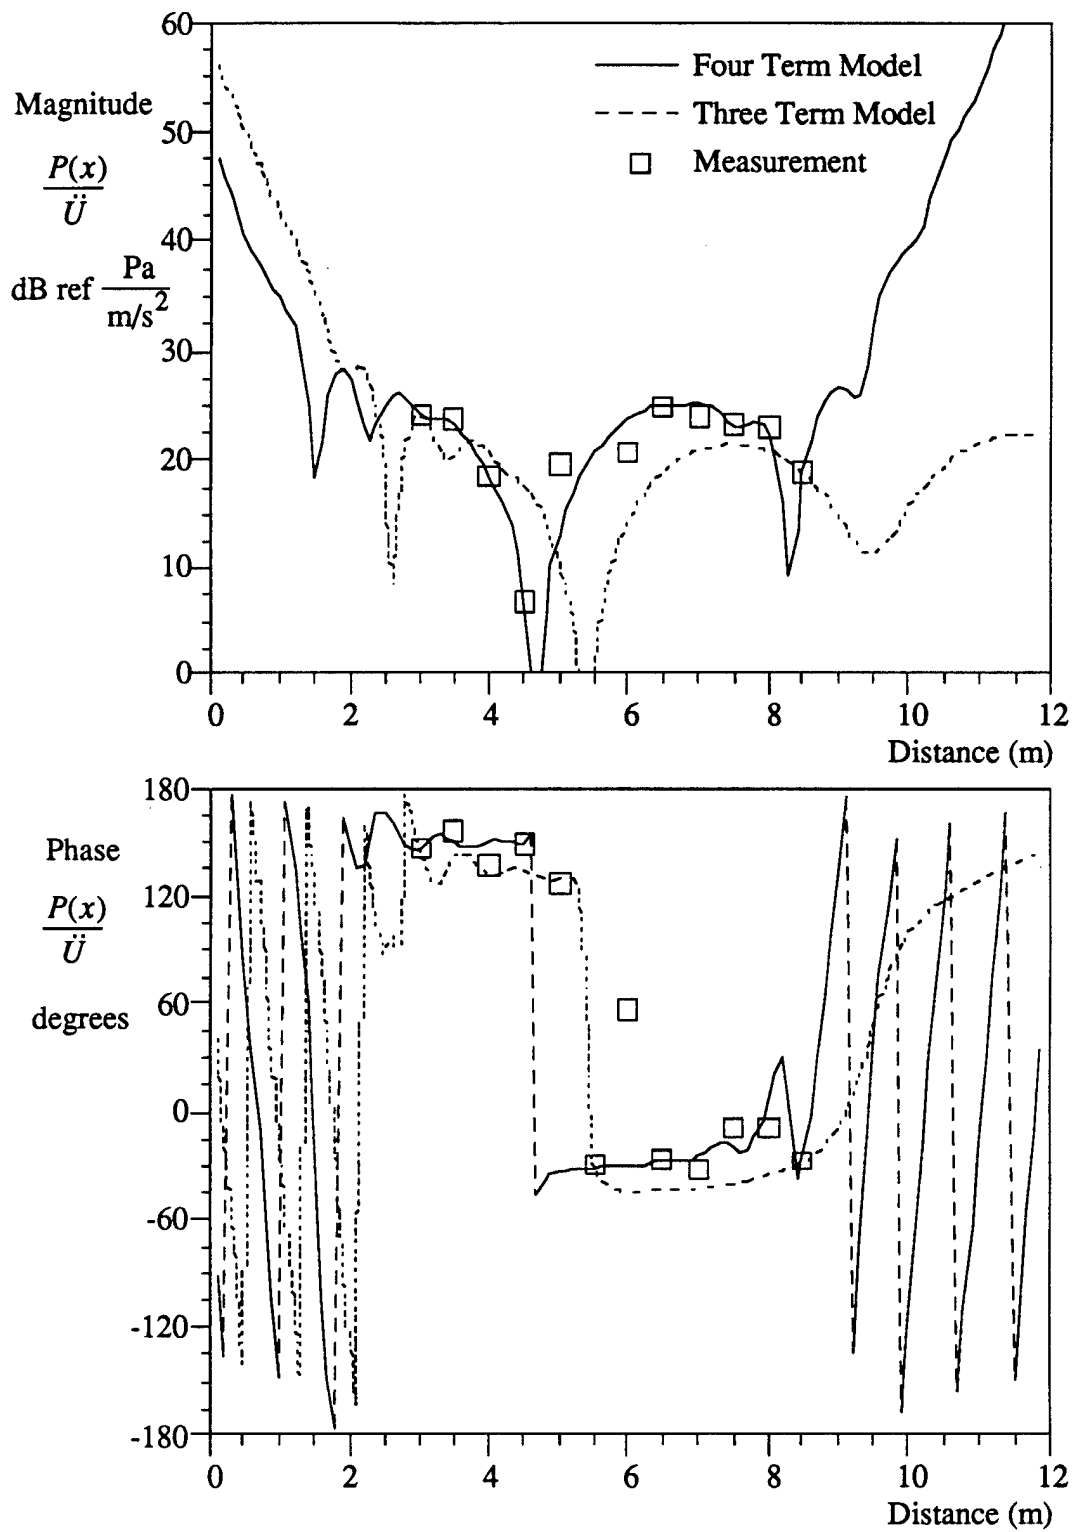 60
50
40
30
20
10
0
Magnitude
P(x)
Ü
dB ref Pa
m/s²
Four Term Model
Three Term Model
Measurement
0 2 4 6 8 10 12
Distance (m)
180
120
60
0
-60
-120
-180
Phase
P(x)
Ü
degrees
0 2 4 6 8 10 12
Distance (m)